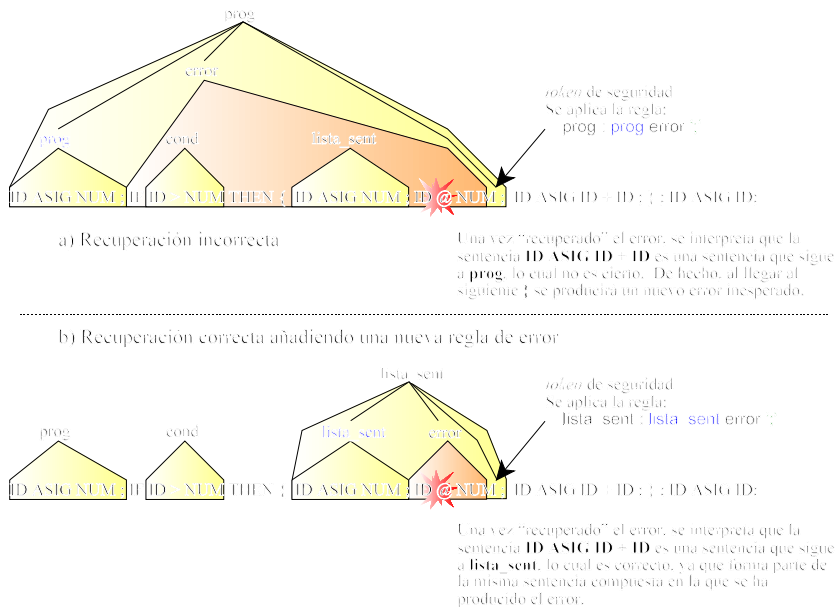 prog
error
token de seguridad
Se aplica la regla:
prog : prog error ';'
prog
cond
lista_sent
ID ASIG NUM ; IF ID = NUM THEN { ID ASIG NUM ; ID @ NUM ; ID ASIG ID + ID ; } ; ID ASIG ID;
a) Recuperación incorrecta
Una vez “recuperado” el error, se interpreta que la
sentencia ID ASIG ID + ID es una sentencia que sigue
a prog, lo cual no es cierto. De hecho, al llegar al
siguiente } se producirá un nuevo error inesperado.
b) Recuperación correcta añadiendo una nueva regla de error
lista_sent
token de seguridad
Se aplica la regla:
lista_sent : lista_sent error ';'
prog
cond
lista_sent
error
ID ASIG NUM ; IF ID = NUM THEN { ID ASIG NUM ; ID @ NUM ; ID ASIG ID + ID ; } ; ID ASIG ID;
Una vez “recuperado” el error, se interpreta que la
sentencia ID ASIG ID + ID es una sentencia que sigue
a lista_sent, lo cual es correcto, ya que forma parte de
la misma sentencia compuesta en la que se ha
producido el error.